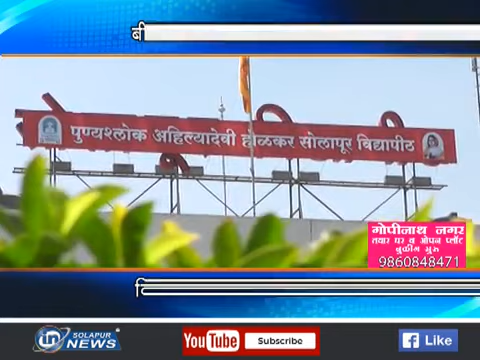 बी
पुण्यश्लोक अहिल्यादेवी होळकर सोलापूर विद्यापीठ
गोपीनाथ नगर
तयार घर व ओपन प्लॉट
बुकींग सुरु
9860848471
in SOLAPUR NEWS
YouTube Subscribe
f Like